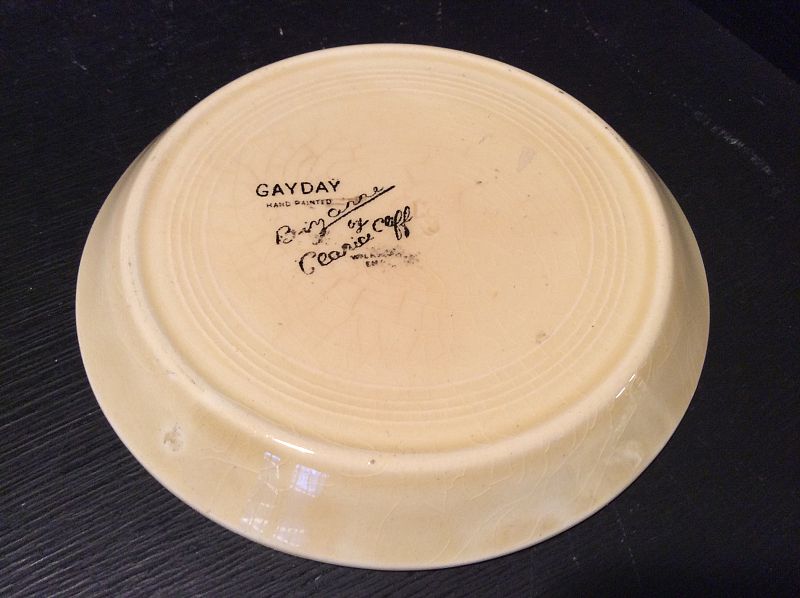 GAYDAY
HAND PAINTED
Bizarre
by
Clarice Cliff